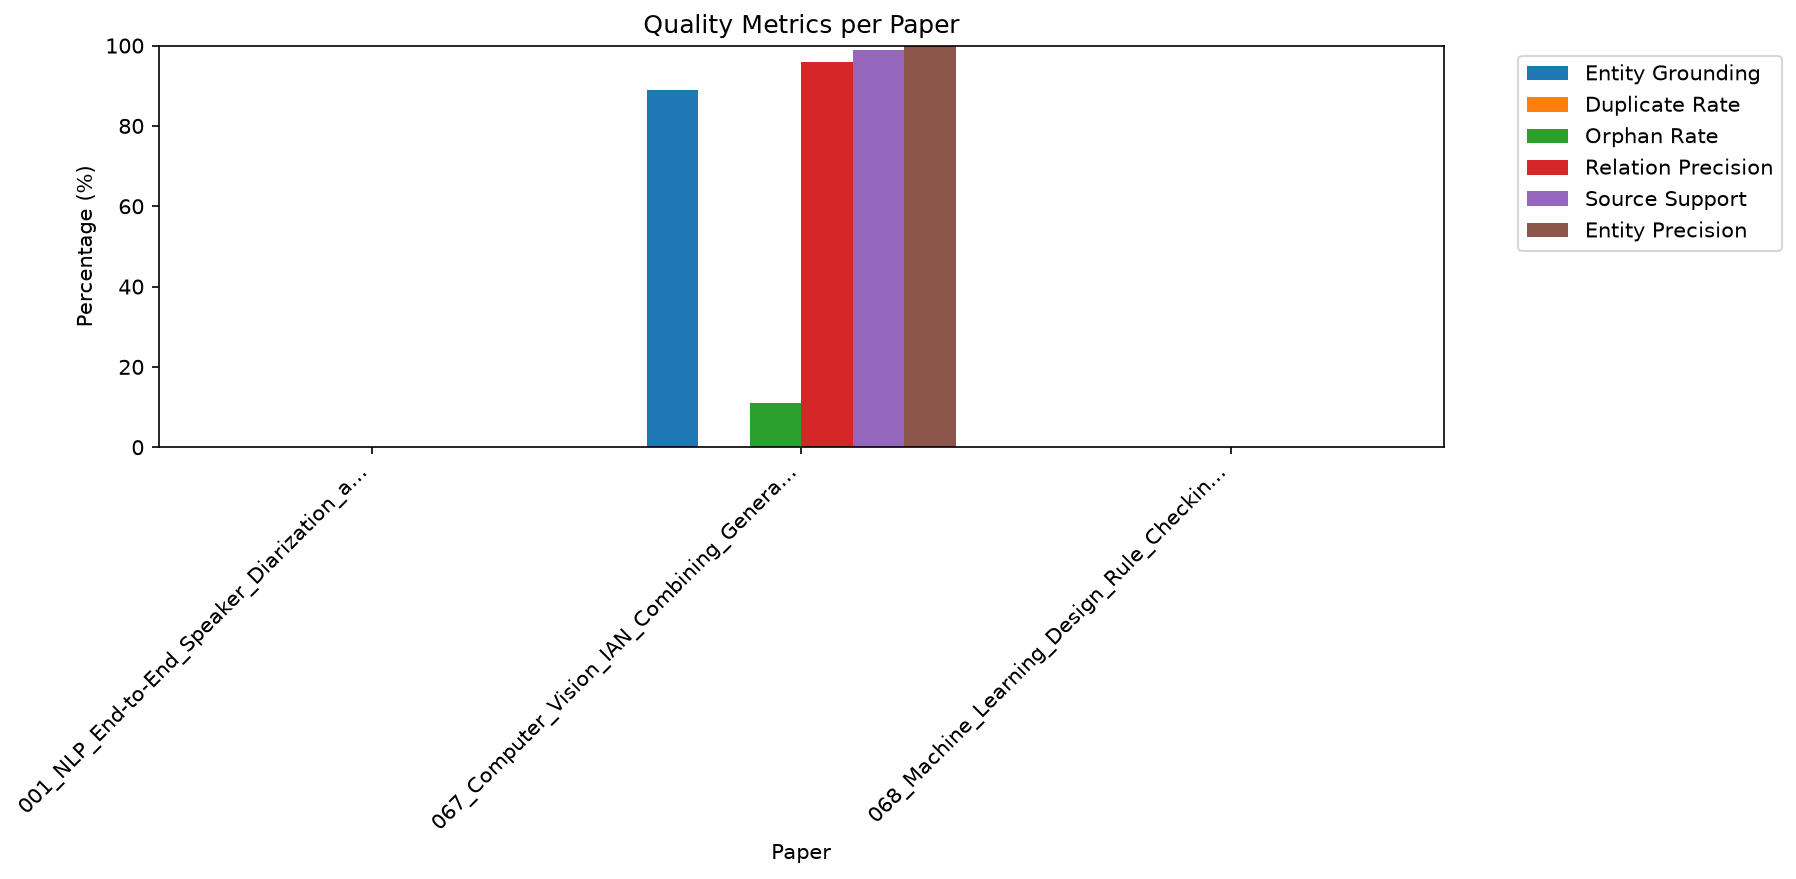 Quality Metrics per Paper
Percentage (%)
100
80
60
40
20
0
001_NLP_End-to-End_Speaker_Diarization_a...
067_Computer_Vision_IAN_Combining_Genera...
068_Machine_Learning_Design_Rule_Checkin...
Paper
Entity Grounding
Duplicate Rate
Orphan Rate
Relation Precision
Source Support
Entity Precision